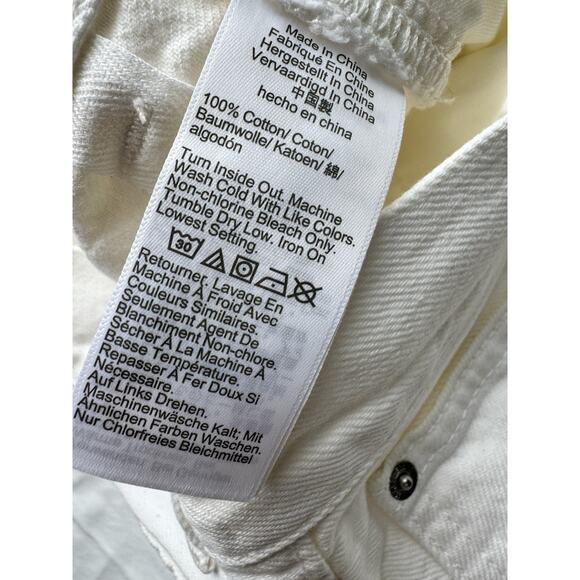 Made In China
Fabriqué En Chine
Hergestellt In China
Vervaardigd In China
中国製
hecho en china
100% Cotton/ Coton/
Baumwolle/ Katoen/ 綿/
algodón
Turn Inside Out. Machine
Wash Cold With Like Colors.
Non-chlorine Bleach Only.
Tumble Dry Low. Iron On
Lowest Setting.
30
Retourner. Lavage En
Machine À Froid Avec
Couleurs Similaires.
Seulement Agent De
Blanchiment Non-chlore.
Sécher À La Machine À
Basse Température.
Repasser À Fer Doux Si
Nécessaire.
Auf Links Drehen.
Maschinenwäsche Kalt; Mit
Ähnlichen Farben Waschen.
Nur Chlorfreies Bleichmittel